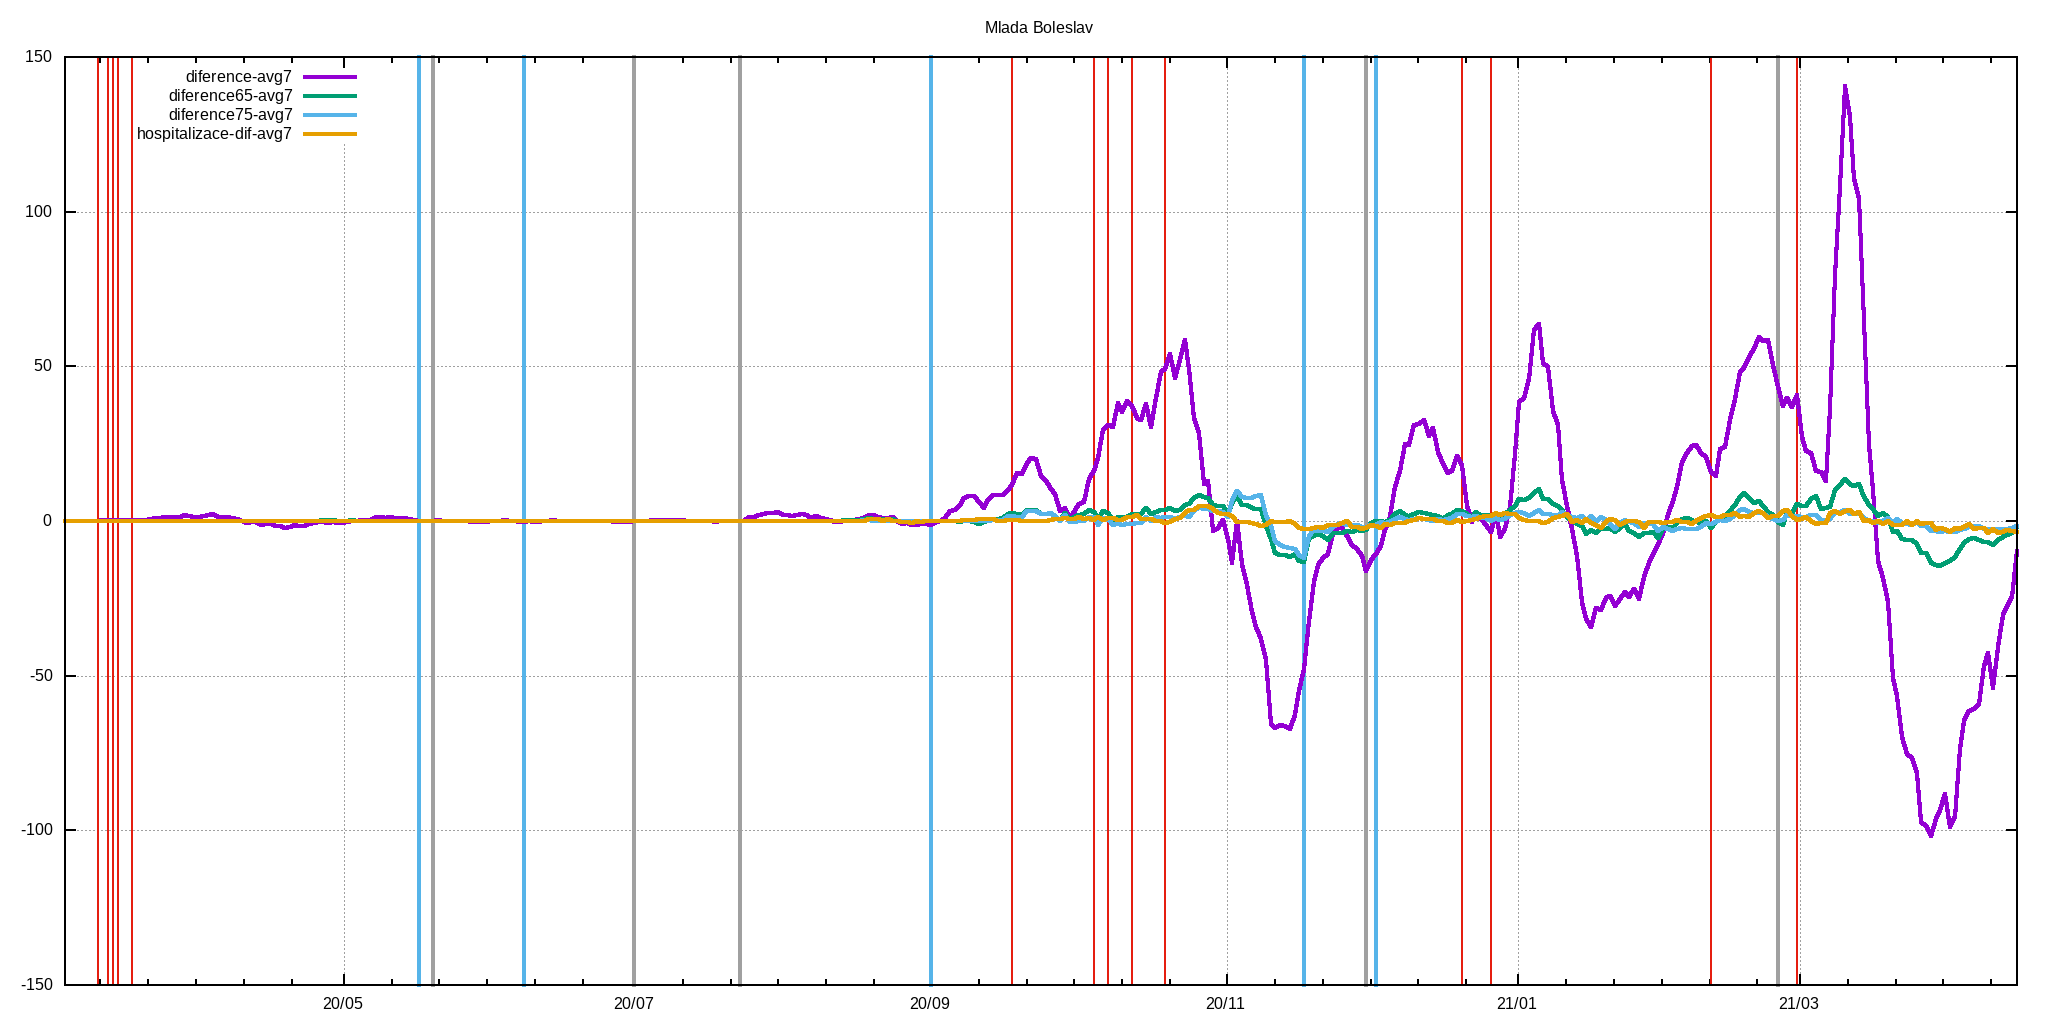 Mlada Boleslav
150
100
50
0
-50
-100
-150
diference-avg7
diference65-avg7
diference75-avg7
hospitalizace-dif-avg7
20/05 20/07 20/09 20/11 21/01 21/03